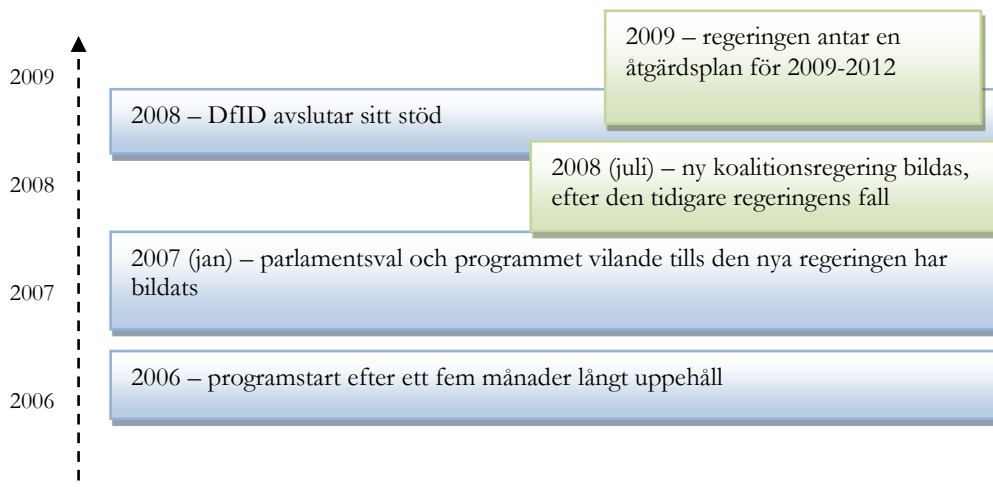 2009 – regeringen antar en
åtgärdsplan för 2009-2012
2009
2008 – DfID avslutar sitt stöd
2008 (juli) – ny koalitionsregering bildas,
efter den tidigare regeringens fall
2008
2007 (jan) – parlamentsval och programmet vilande tills den nya regeringen har
bildats
2007
2006 – programstart efter ett fem månader långt uppehåll
2006